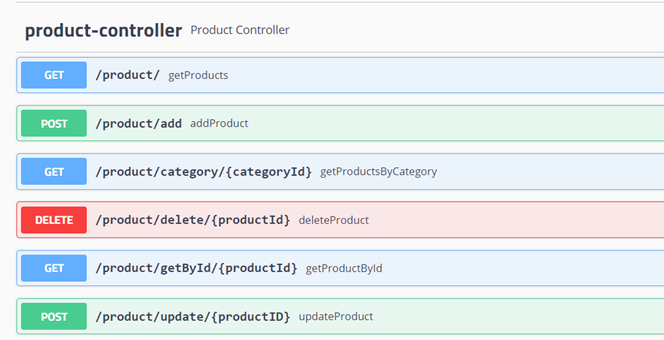 product-controller Product Controller
GET /product/ getProducts
POST /product/add addProduct
GET /product/category/{categoryId} getProductsByCategory
DELETE /product/delete/{productId} deleteProduct
GET /product/getById/{productId} getProductById
POST /product/update/{productID} updateProduct